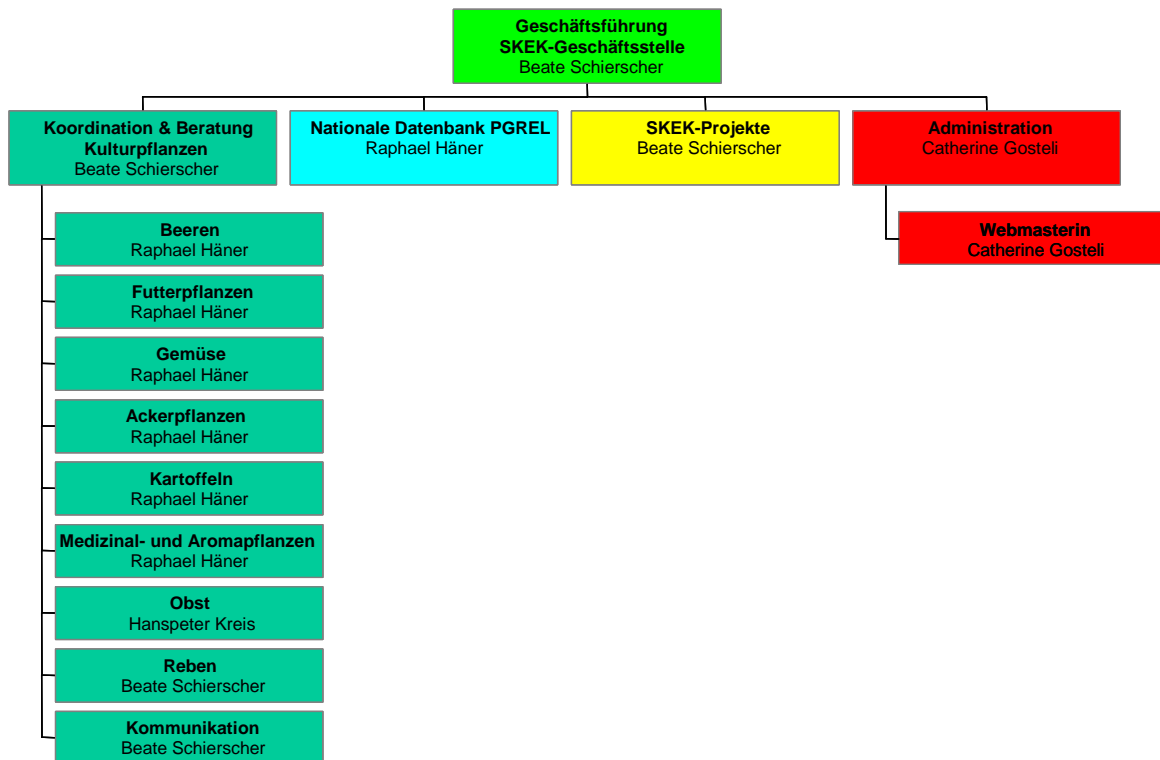 Geschäftsführung
SKEK-Geschäftsstelle
Beate Schierscher
Koordination & Beratung
Kulturpflanzen
Beate Schierscher
Nationale Datenbank PGREL
Raphael Häner
SKEK-Projekte
Beate Schierscher
Administration
Catherine Gosteli
Webmasterin
Catherine Gosteli
Beeren
Raphael Häner
Futterpflanzen
Raphael Häner
Gemüse
Raphael Häner
Ackerpflanzen
Raphael Häner
Kartoffeln
Raphael Häner
Medizinal- und Aromapflanzen
Raphael Häner
Obst
Hanspeter Kreis
Reben
Beate Schierscher
Kommunikation
Beate Schierscher